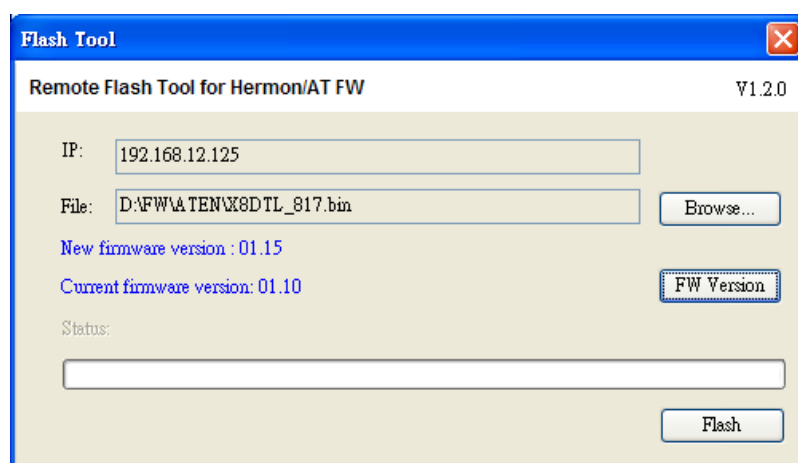 Flash Tool
Remote Flash Tool for Hermon/AT FW V1.2.0
IP: 192.168.12.125
File: D:\FW\ATEN\X8DTL_817.bin Browse...
New firmware version : 01.15
Current firmware version: 01.10 FW Version
Status:
Flash